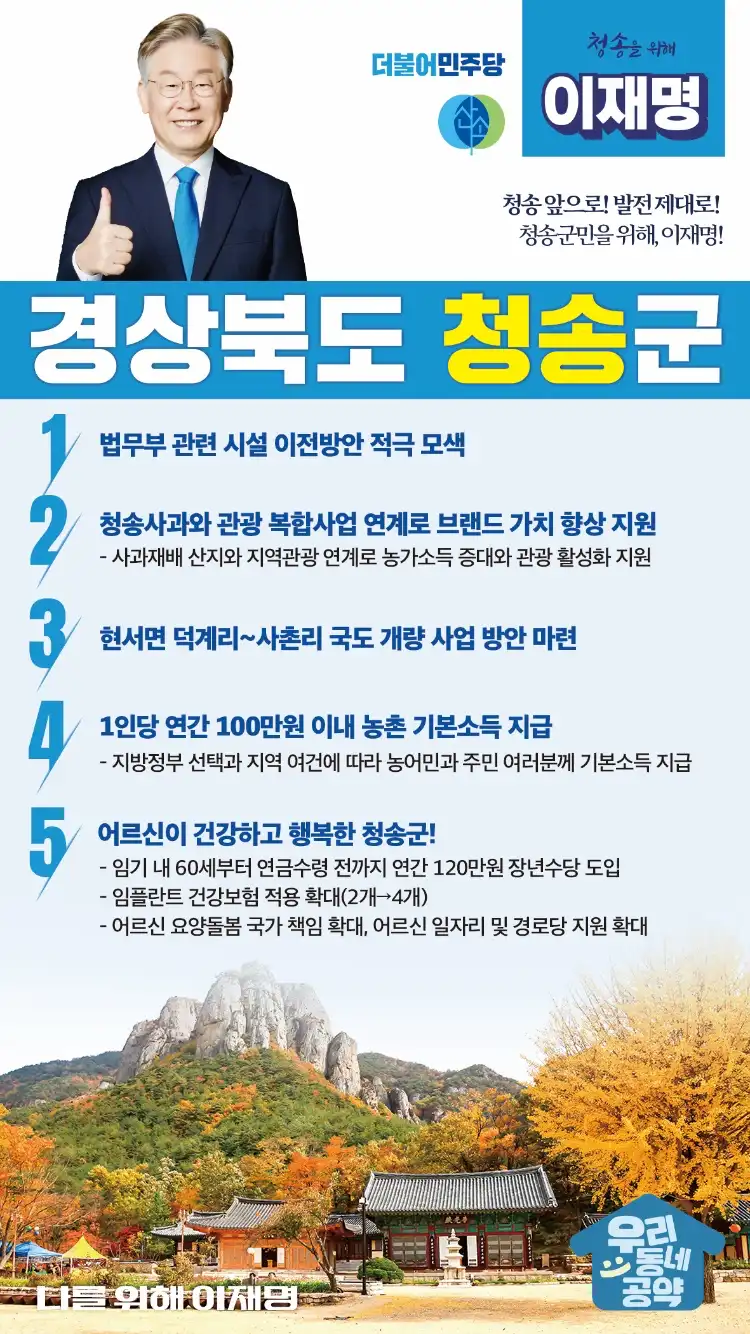 더불어민주당
산소
청송을 위해
이재명
청송 앞으로! 발전 제대로!
청송군민을 위해, 이재명!
경상북도 청송군
1 법무부 관련 시설 이전방안 적극 모색
2 청송사과와 관광 복합사업 연계로 브랜드 가치 향상 지원
- 사과재배 산지와 지역관광 연계로 농가소득 증대와 관광 활성화 지원
3 현서면 덕계리~사촌리 국도 개량 사업 방안 마련
4 1인당 연간 100만원 이내 농촌 기본소득 지급
- 지방정부 선택과 지역 여건에 따라 농어민과 주민 여러분께 기본소득 지급
5 어르신이 건강하고 행복한 청송군!
- 임기 내 60세부터 연금수령 전까지 연간 120만원 장년수당 도입
- 임플란트 건강보험 적용 확대(2개→4개)
- 어르신 요양돌봄 국가 책임 확대, 어르신 일자리 및 경로당 지원 확대
나를 위해 이재명
우리
동네
공약